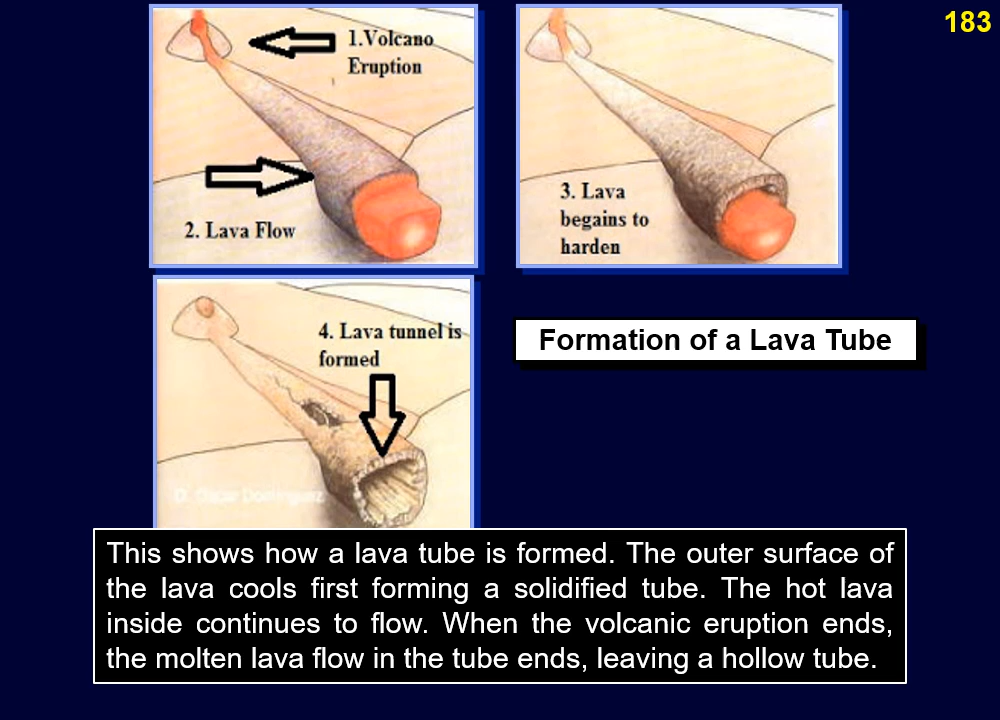 183
1.Volcano
Eruption
2. Lava Flow
3. Lava
begains to
harden
4. Lava tunnel is
formed
D. Oscar Dominguez
Formation of a Lava Tube
This shows how a lava tube is formed. The outer surface of
the lava cools first forming a solidified tube. The hot lava
inside continues to flow. When the volcanic eruption ends,
the molten lava flow in the tube ends, leaving a hollow tube.